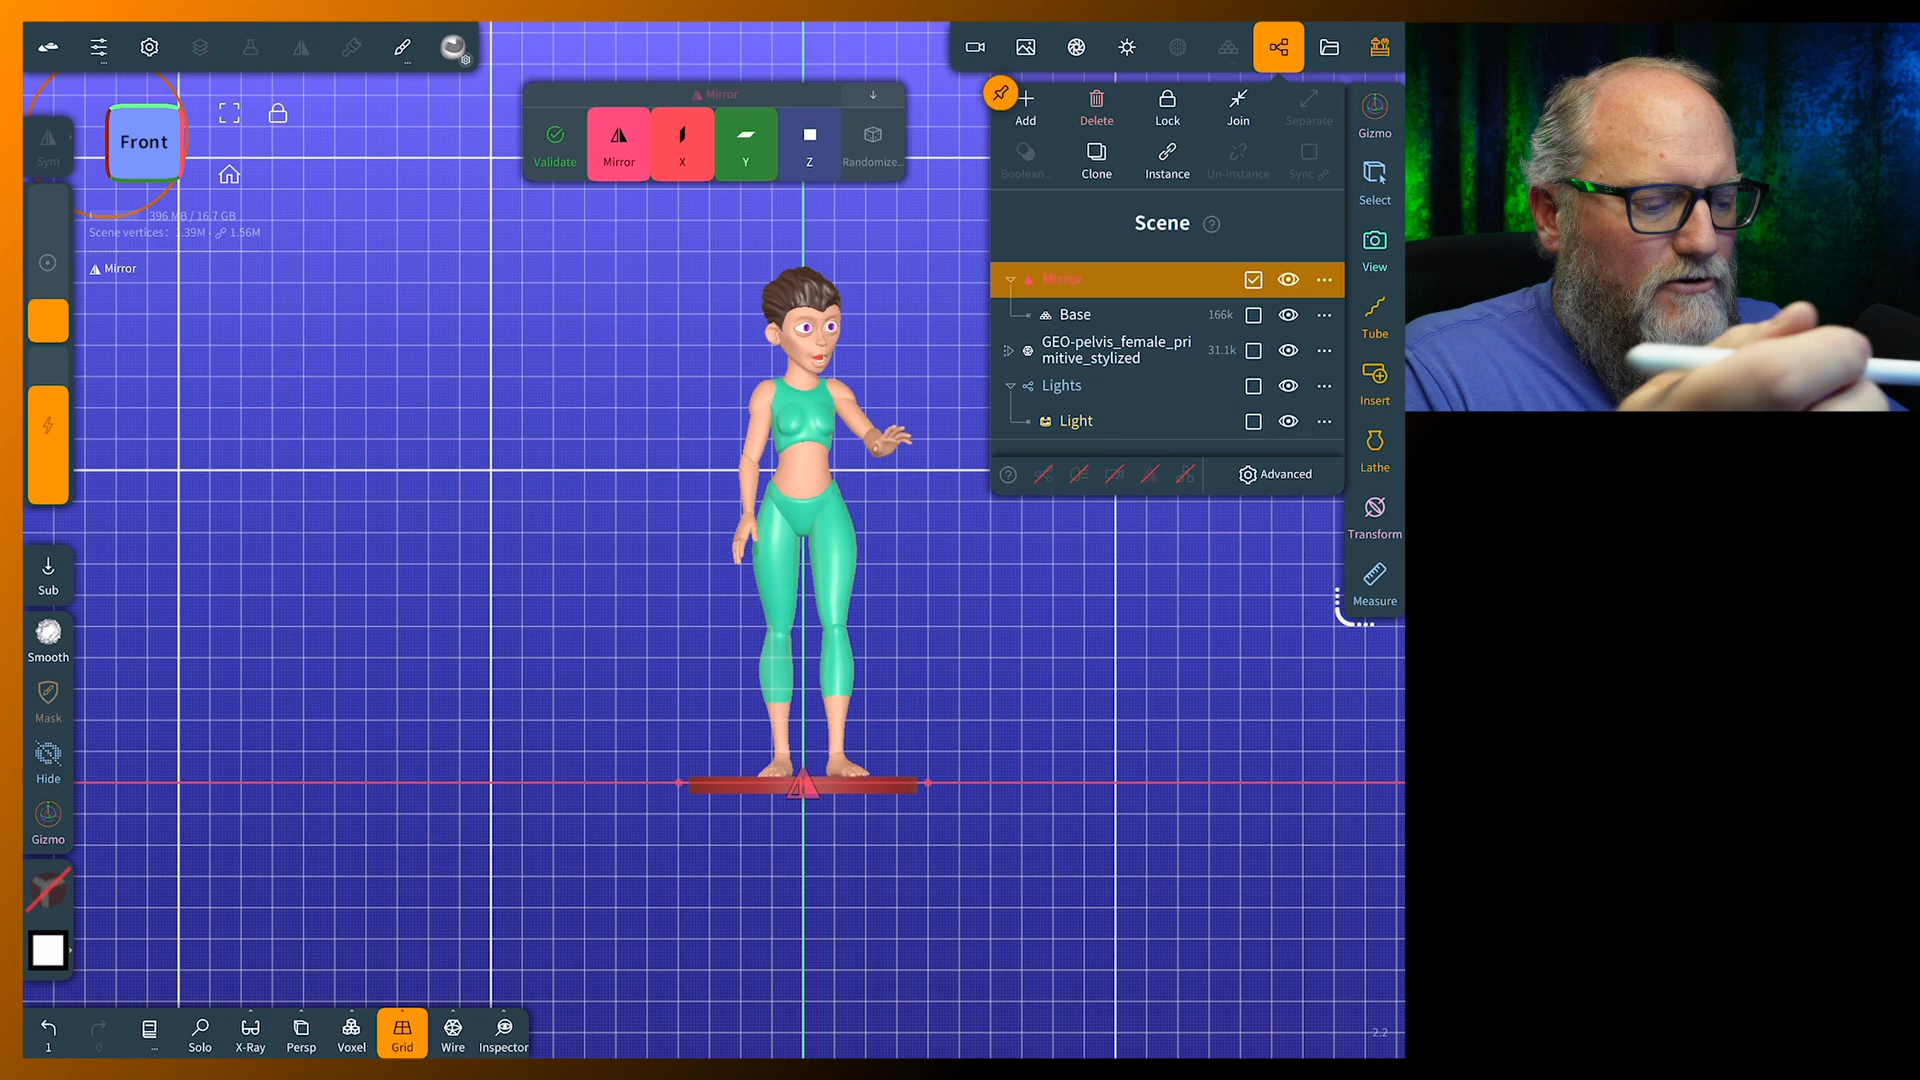 Front
Sym
396 MB / 16.7 GB
Scene vertices: 1.39M - 1.56M
Mirror
Mirror
Validate
Mirror
X
Y
Z
Randomize...
Add
Delete
Lock
Join
Separate
Boolean...
Clone
Instance
Un-instance
Sync
Scene
Mirror
Base 166k
GEO-pelvis_female_pri
mitive_stylized
31.1k
Lights
Light
Advanced
Gizmo
Select
View
Tube
Insert
Lathe
Transform
Measure
Sub
Smooth
Mask
Hide
Gizmo
1
0
...
Solo
X-Ray
Persp
Voxel
Grid
Wire
Inspector
2.2